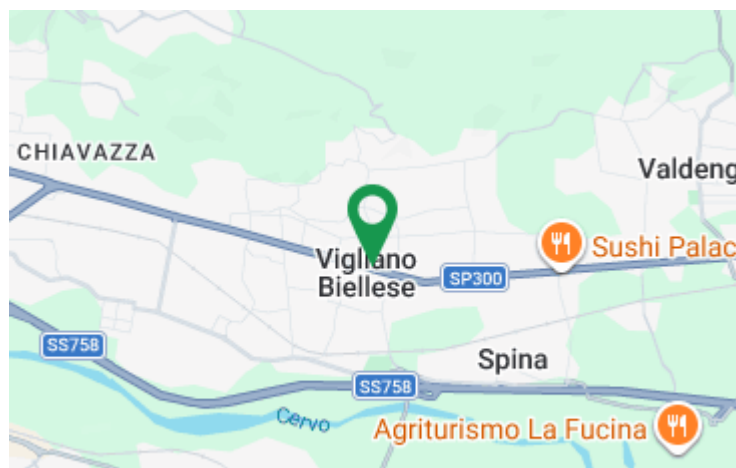 CHIAVAZZA
Valdeng
Sushi Palac
Vigliano
Biellese
SP300
SS758
Spina
SS758
Cervo
Agriturismo La Fucina